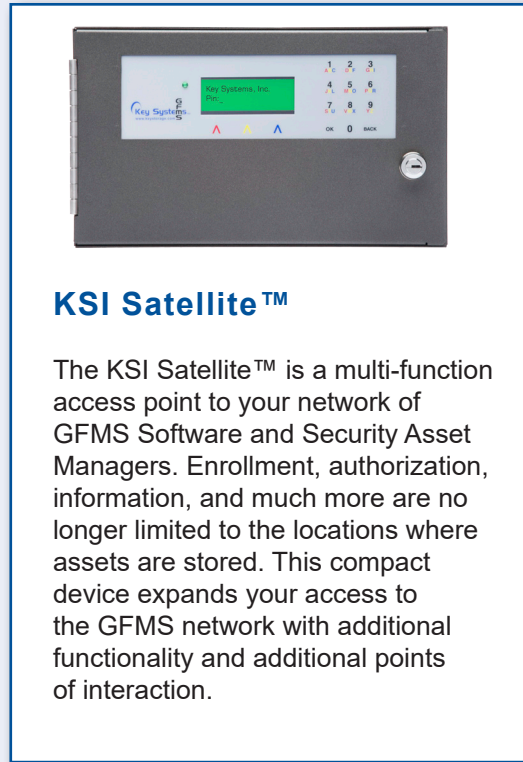 Key Systems, Inc.
Pin:_
Key Systems
GFMS
1 2 3
4 5 6
7 8 9
OK 0 BACK
KSI Satellite™
The KSI Satellite™ is a multi-function
access point to your network of
GFMS Software and Security Asset
Managers. Enrollment, authorization,
information, and much more are no
longer limited to the locations where
assets are stored. This compact
device expands your access to
the GFMS network with additional
functionality and additional points
of interaction.